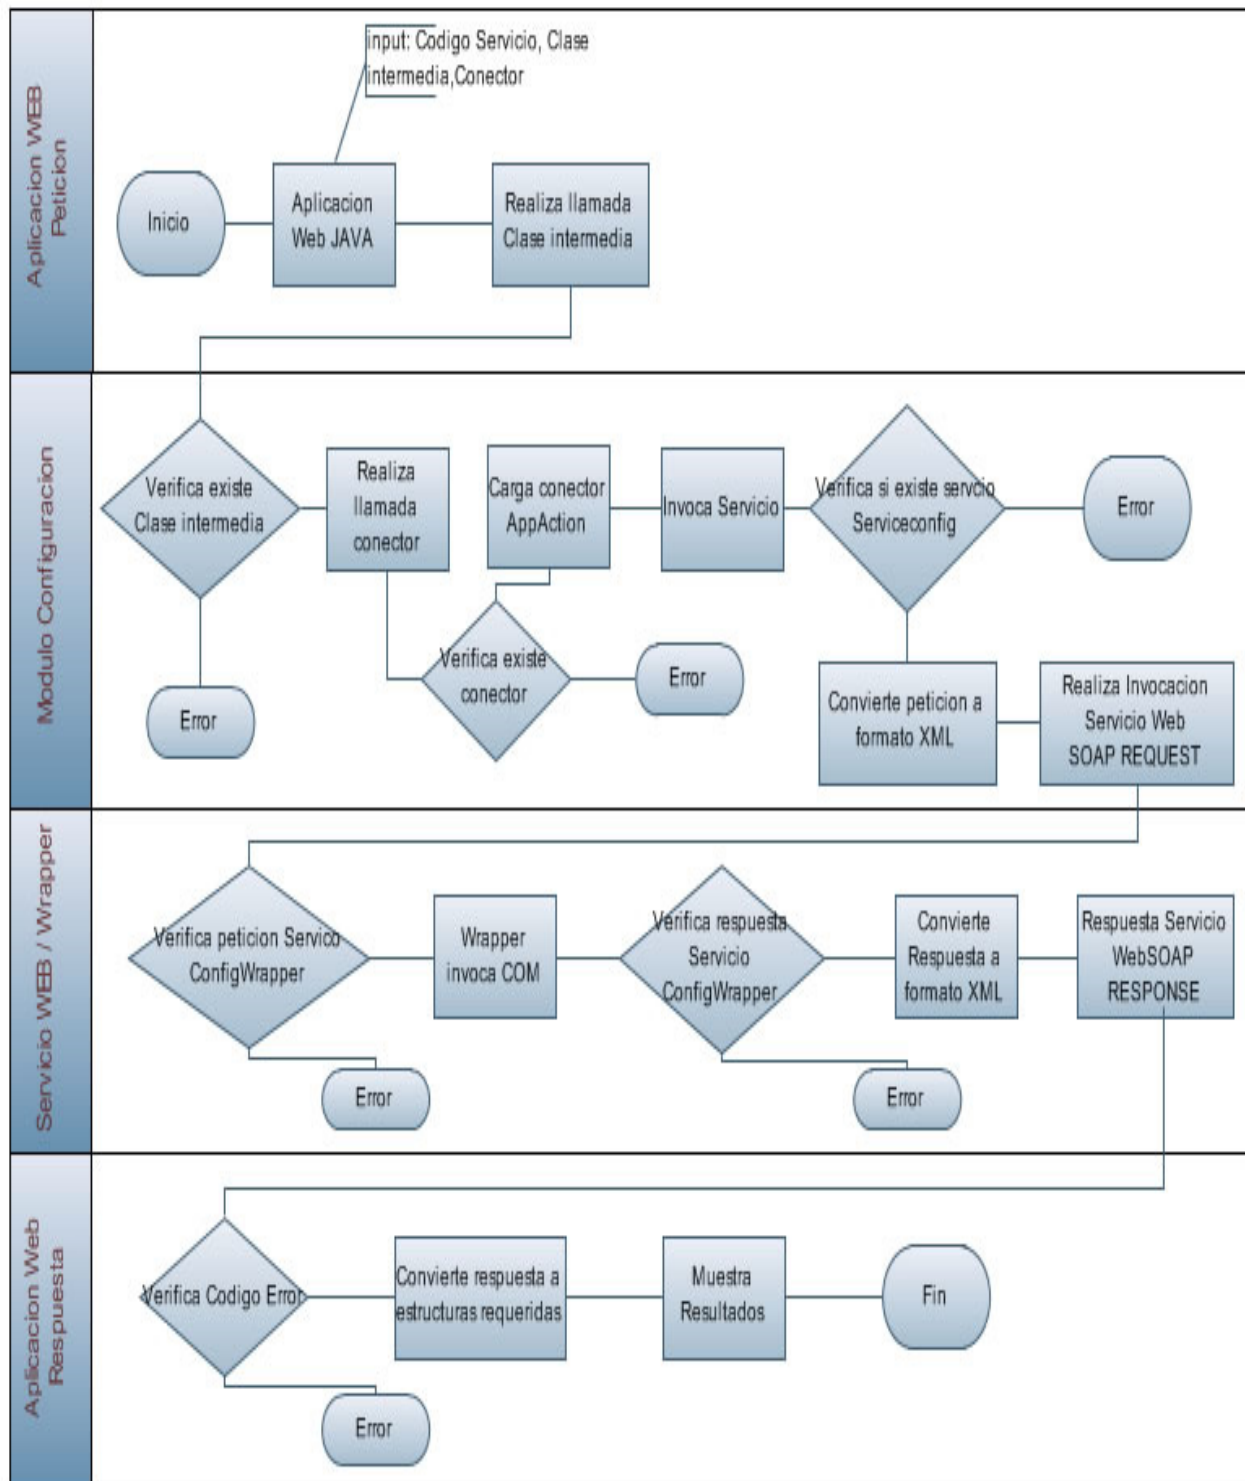 Aplicacion WEB
Peticion
input: Codigo Servicio, Clase
intermedia,Conector
Inicio
Aplicacion
Web JAVA
Realiza llamada
Clase intermedia
Modulo Configuracion
Verifica existe
Clase intermedia
Realiza
llamada
conector
Carga conector
AppAction
Invoca Servicio
Verifica si existe servcio
Serviceconfig
Error
Error
Verifica existe
conector
Error
Convierte peticion a
formato XML
Realiza Invocacion
Servicio Web
SOAP REQUEST
Servicio WEB / Wrapper
Verifica peticion Servico
ConfigWrapper
Wrapper
invoca COM
Verifica respuesta
Servicio
ConfigWrapper
Convierte
Respuesta a
formato XML
Respuesta Servicio
WebSOAP
RESPONSE
Error
Error
Aplicacion Web
Respuesta
Verifica Codigo Error
Convierte respuesta a
estructuras requeridas
Muestra
Resultados
Fin
Error